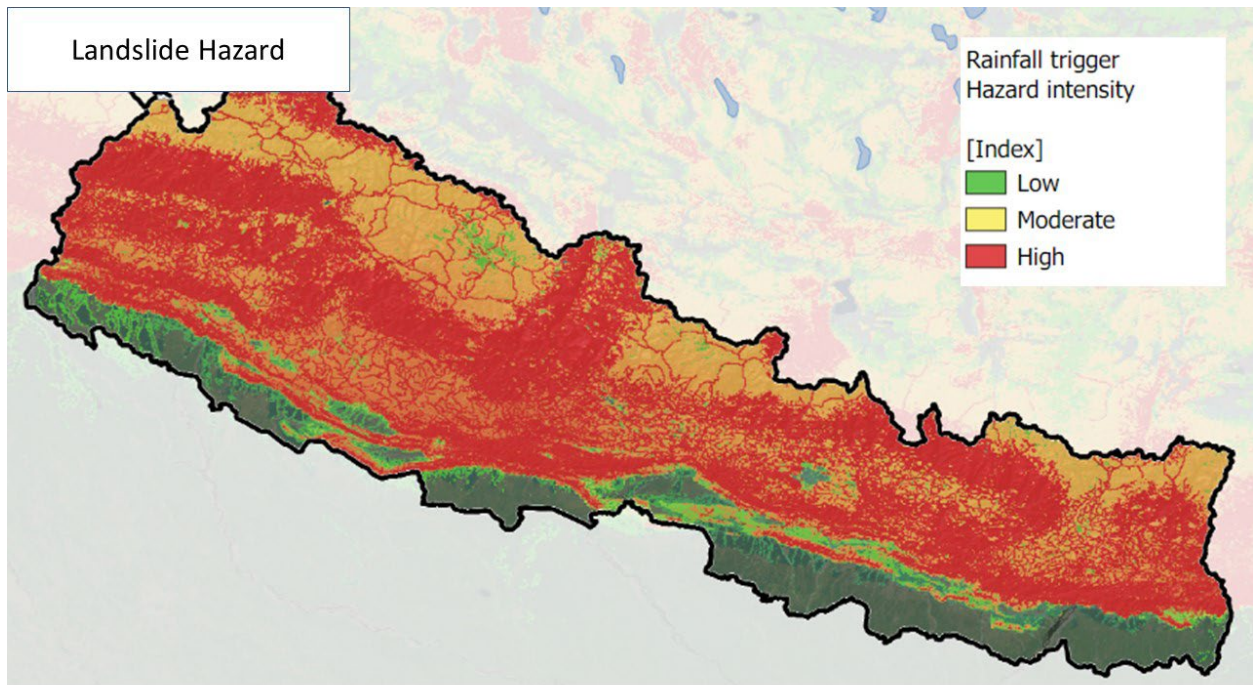 Landslide Hazard
Rainfall trigger
Hazard intensity
[Index]
Low
Moderate
High